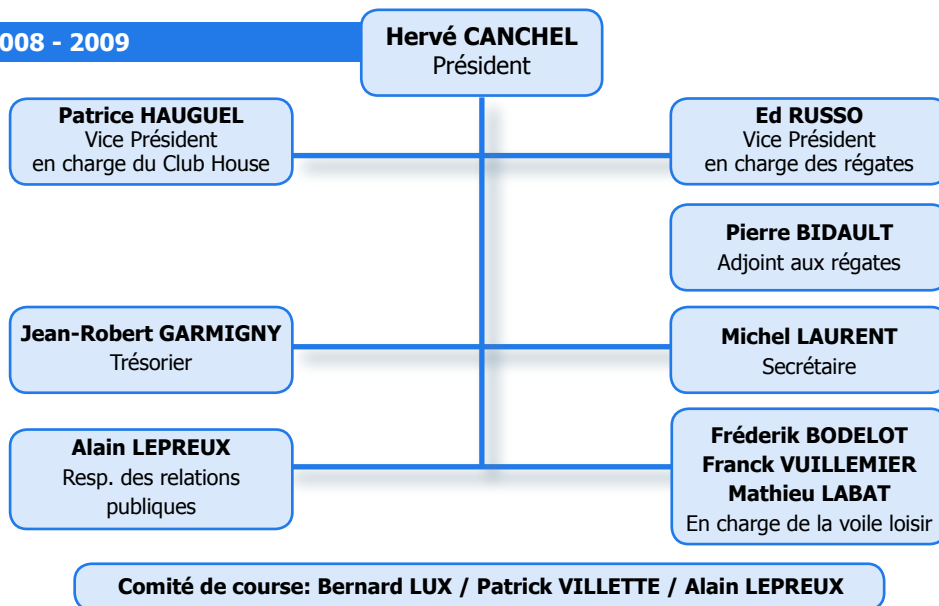 008 - 2009
Hervé CANCHEL
Président
Patrice HAUGUEL
Vice Président
en charge du Club House
Ed RUSSO
Vice Président
en charge des régates
Pierre BIDAULT
Adjoint aux régates
Jean-Robert GARMIGNY
Trésorier
Michel LAURENT
Secrétaire
Alain LEPREUX
Resp. des relations
publiques
Fréderik BODELOT
Franck VUILLEMIER
Mathieu LABAT
En charge de la voile loisir
Comité de course: Bernard LUX / Patrick VILLETTE / Alain LEPREUX